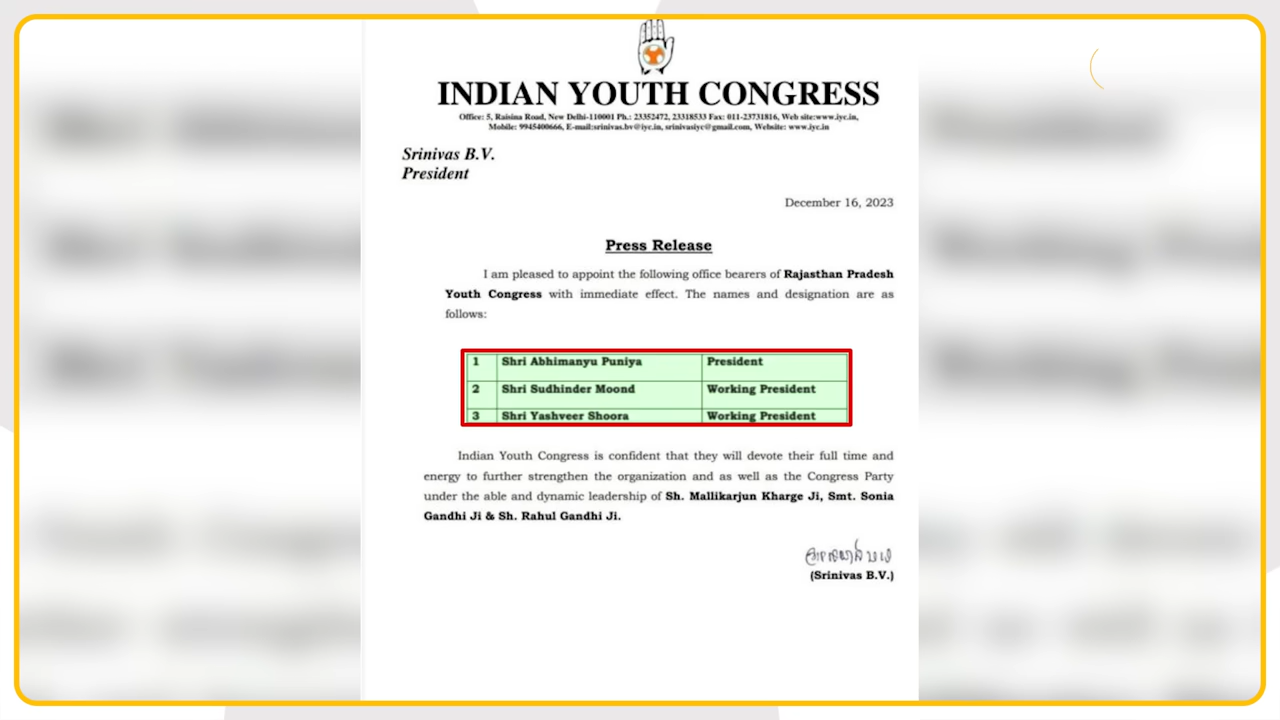 INDIAN YOUTH CONGRESS
Office: 5, Raisina Road, New Delhi-110001 Ph.: 23352472, 23318533 Fax: 011-23731816, Web site:www.iyc.in,
Mobile: 9945400666, E-mail:srinivas.bv@iyc.in, srinivasiyc@gmail.com, Website: www.iyc.in
Srinivas B.V.
President
December 16, 2023
Press Release
I am pleased to appoint the following office bearers of Rajasthan Pradesh
Youth Congress with immediate effect. The names and designation are as
follows:
1 Shri Abhimanyu Puniya President
2 Shri Sudhinder Moond Working President
3 Shri Yashveer Shoora Working President
Indian Youth Congress is confident that they will devote their full time and
energy to further strengthen the organization and as well as the Congress Party
under the able and dynamic leadership of Sh. Mallikarjun Kharge Ji, Smt. Sonia
Gandhi Ji & Sh. Rahul Gandhi Ji.
(Srinivas B.V.)